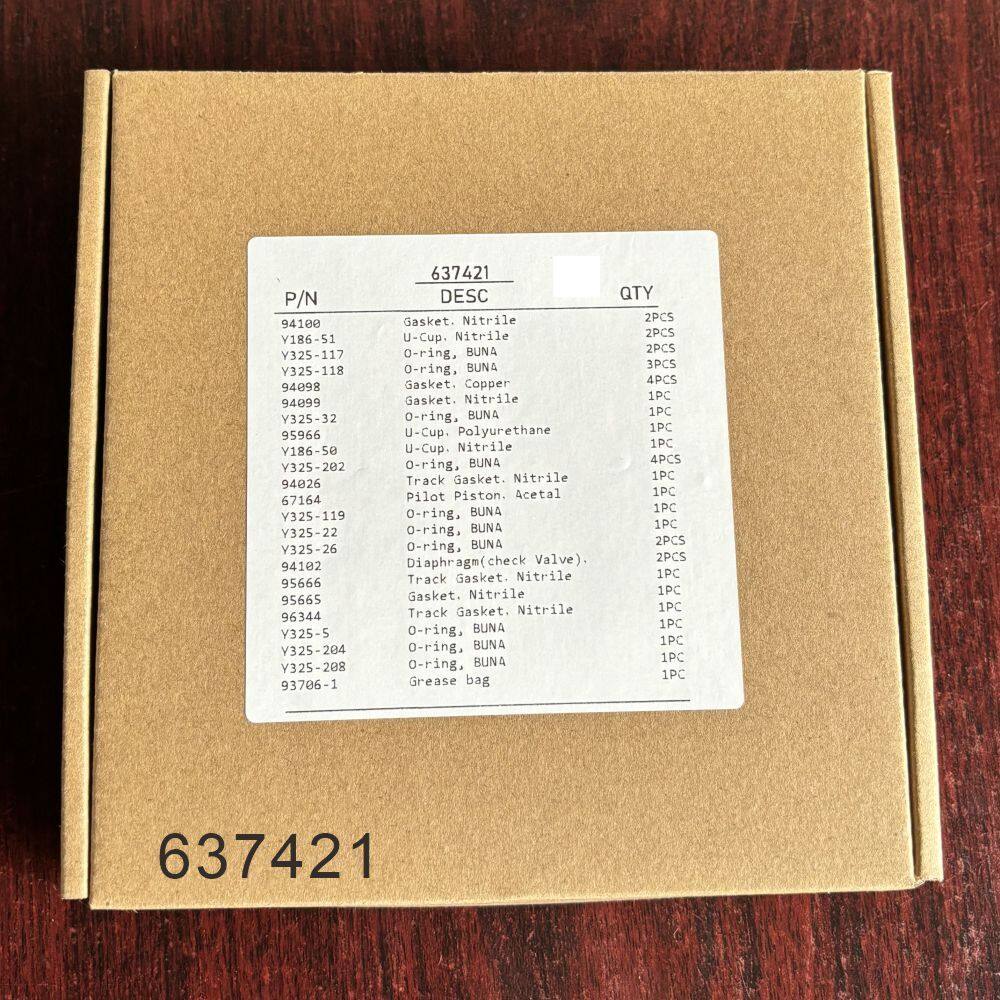 637421
P/N DESC QTY
94100 Gasket. Nitrile 2PCS
Y186-51 U-Cup. Nitrile 2PCS
Y325-117 O-ring, BUNA 2PCS
Y325-118 O-ring, BUNA 3PCS
94098 Gasket. Copper 4PCS
94099 Gasket. Nitrile 1PC
Y325-32 O-ring, BUNA 1PC
95966 U-Cup. Polyurethane 1PC
Y186-50 U-Cup. Nitrile 1PC
Y325-202 O-ring, BUNA 4PCS
94026 Track Gasket. Nitrile 1PC
67164 Pilot Piston. Acetal 1PC
Y325-119 O-ring, BUNA 1PC
Y325-22 O-ring, BUNA 1PC
Y325-26 O-ring, BUNA 2PCS
94102 Diaphragm(check Valve). 2PCS
95666 Track Gasket. Nitrile 1PC
95665 Gasket. Nitrile 1PC
96344 Track Gasket. Nitrile 1PC
Y325-5 O-ring, BUNA 1PC
Y325-204 O-ring, BUNA 1PC
Y325-208 O-ring, BUNA 1PC
93706-1 Grease bag 1PC
637421